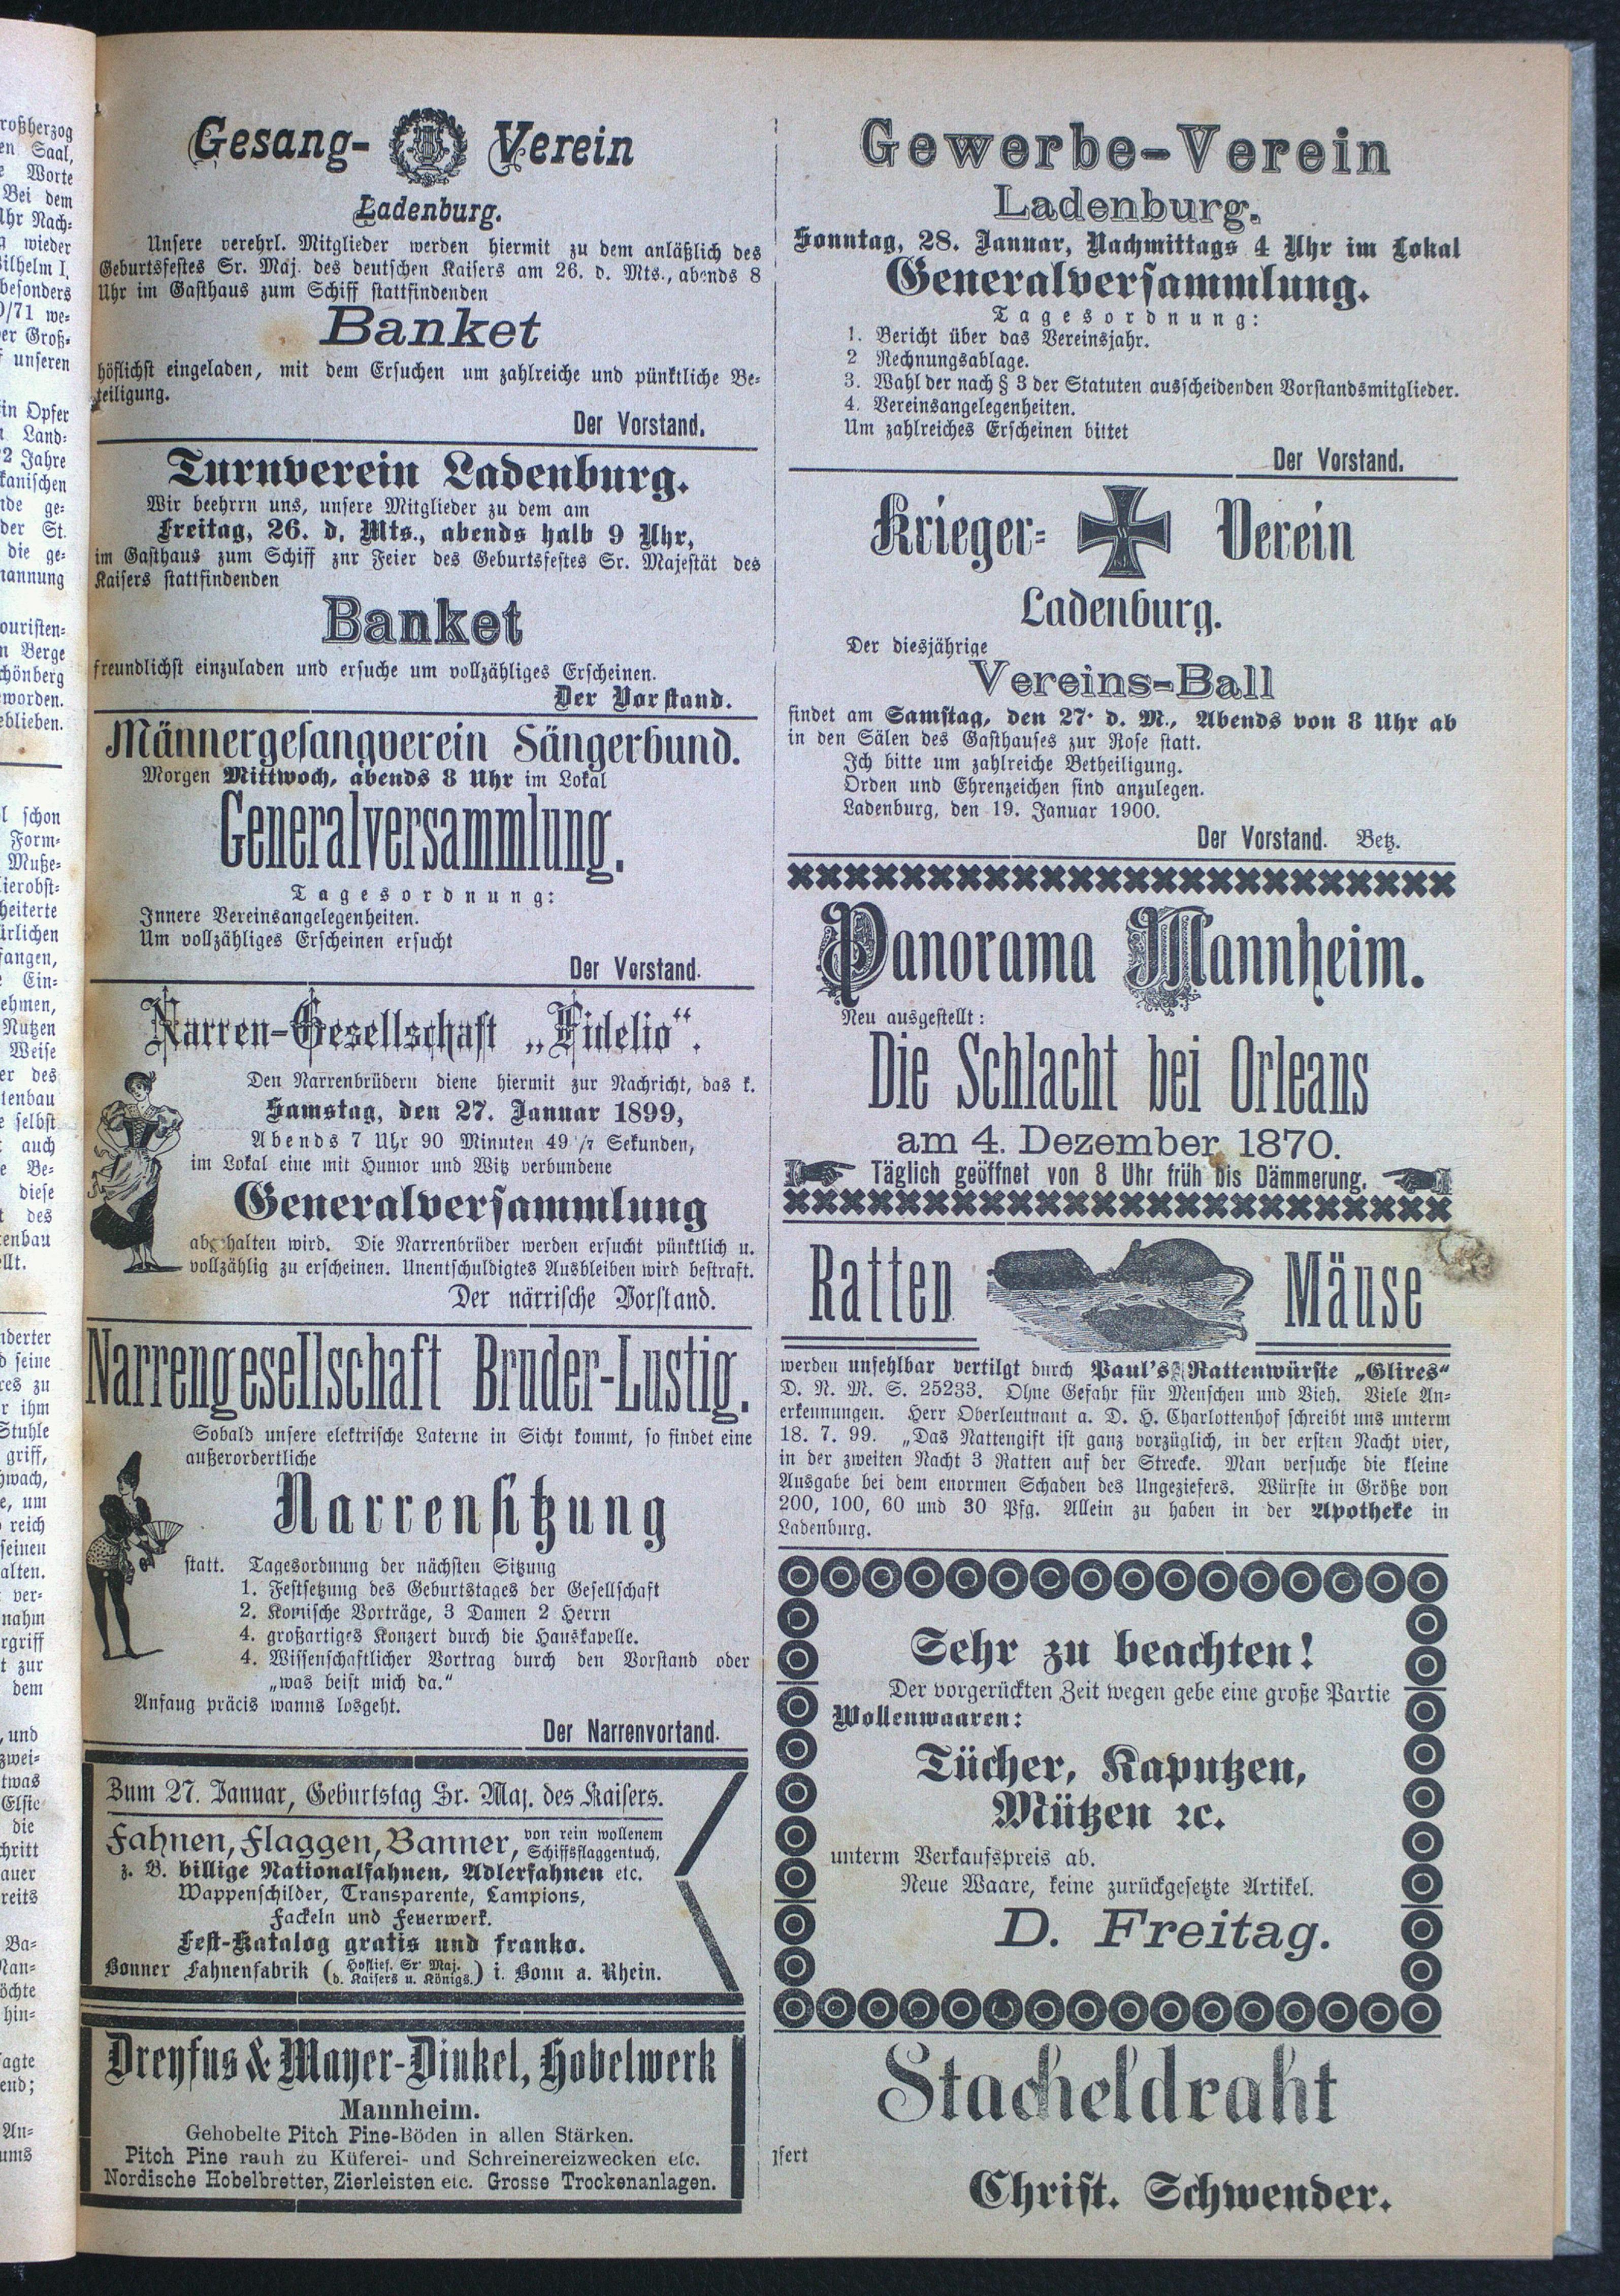 Gesang- Verein
Ladenburg.
Unsere verehrl. Mitglieder werden hiermit zu dem anläßlich des
Geburtsfestes Sr. Maj. des deutschen Kaisers am 26. d. Mts., abends 8
Uhr im Gasthaus zum Schiff stattfindenden
Banket
höflichst eingeladen, mit dem Ersuchen um zahlreiche und pünktliche Be-
teiligung.
Der Vorstand.
Turnverein Ladenburg.
Wir beehrrn uns, unsere Mitglieder zu dem am
Freitag, 26. d. Mts., abends halb 9 Uhr,
im Gasthaus zum Schiff znr Feier des Geburtsfestes Sr. Majestät des
Kaisers stattfindenden
Banket
freundlichst einzuladen und ersuche um vollzähliges Erscheinen.
Der Vorstand.
Männergesangverein Sängerbund.
Morgen Mittwoch, abends 8 Uhr im Lokal
Generalversammlung.
Tagesordnung:
Innere Vereinsangelegenheiten.
Um vollzähliges Erscheinen ersucht
Der Vorstand.
Narren-Gesellschaft „Fidelio“.
Den Narrenbrüdern diene hiermit zur Nachricht, das k.
Samstag, den 27. Januar 1899,
Abends 7 Uhr 90 Minuten 49 /7 Sekunden,
im Lokal eine mit Humor und Witz verbundene
Generalversammlung
abgehalten wird. Die Narrenbrüder werden ersucht pünktlich u.
vollzählig zu erscheinen. Unentschuldigtes Ausbleiben wird bestraft.
Der närrische Vorstand.
Narrengesellschaft Bruder-Lustig.
Sobald unsere elektrische Laterne in Sicht kommt, so findet eine
außerordertliche
Narrensitzung
statt. Tagesordnung der nächsten Sitzung
1. Festsetzung des Geburtstages der Gesellschaft
2. Komische Vorträge, 3 Damen 2 Herrn
4. großartiges Konzert durch die Hauskapelle.
4. Wissenschaftlicher Vortrag durch den Vorstand oder
„was beist mich da.“
Anfang präcis wanns losgeht.
Der Narrenvortand.
Zum 27. Januar, Geburtstag Sr. Maj. des Kaisers.
Fahnen, Flaggen, Banner, von rein wollenem
Schiffsflaggentuch,
z. B. billige Nationalfahnen, Adlerfahnen etc.
Wappenschilder, Transparente, Lampions,
Fackeln und Feuerwerk.
Fest-Katalog gratis und franko.
Bonner Fahnenfabrik (Hoflief. Sr Maj. d. Kaisers u. Königs.) i. Bonn a. Rhein.
Dreyfus & Mayer-Dinkel, Hobelwerk
Mannheim.
Gehobelte Pitch Pine-Böden in allen Stärken.
Pitch Pine rauh zu Küferei- und Schreinereizwecken etc.
Nordische Hobelbretter, Zierleisten etc. Grosse Trockenanlagen.
Gewerbe-Verein
Ladenburg.
Sonntag, 28. Januar, Nachmittags 4 Uhr im Lokal
Generalversammlung.
Tagesordnung:
1. Bericht über das Vereinsjahr.
2 Rechnungsablage.
3. Wahl der nach § 3 der Statuten ausscheidenden Vorstandsmitglieder.
4. Vereinsangelegenheiten.
Um zahlreiches Erscheinen bittet
Der Vorstand.
Krieger- Verein
Ladenburg.
Der diesjährige
Vereins-Ball
findet am Samstag, den 27. d. M., Abends von 8 Uhr ab
in den Sälen des Gasthauses zur Rose statt.
Ich bitte um zahlreiche Betheiligung.
Orden und Ehrenzeichen sind anzulegen.
Ladenburg, den 19. Januar 1900.
Der Vorstand. Betz.
Panorama Mannheim.
Neu ausgestellt:
Die Schlacht bei Orleans
am 4. Dezember 1870.
Täglich geöffnet von 8 Uhr früh bis Dämmerung.
Ratten Mäuse
werden unfehlbar vertilgt durch Paul's Rattenwürste „Glires“
D. N. M. S. 25233. Ohne Gefahr für Menschen und Vieh. Viele An-
erkennungen. Herr Oberleutnant a. D. H. Charlottenhof schreibt uns unterm
18. 7. 99. „Das Rattengift ist ganz vorzüglich, in der ersten Nacht vier,
in der zweiten Nacht 3 Ratten auf der Strecke. Man versuche die kleine
Ausgabe bei dem enormen Schaden des Ungeziefers. Würste in Größe von
200, 100, 60 und 30 Pfg. Allein zu haben in der Apotheke in
Ladenburg.
Sehr zu beachten!
Der vorgerückten Zeit wegen gebe eine große Partie
Wollenwaaren:
Tücher, Kaputzen,
Mützen ꝛc.
unterm Verkaufspreis ab.
Neue Waare, keine zurückgesetzte Artikel.
D. Freitag.
Stacheldraht
Christ. Schwender.